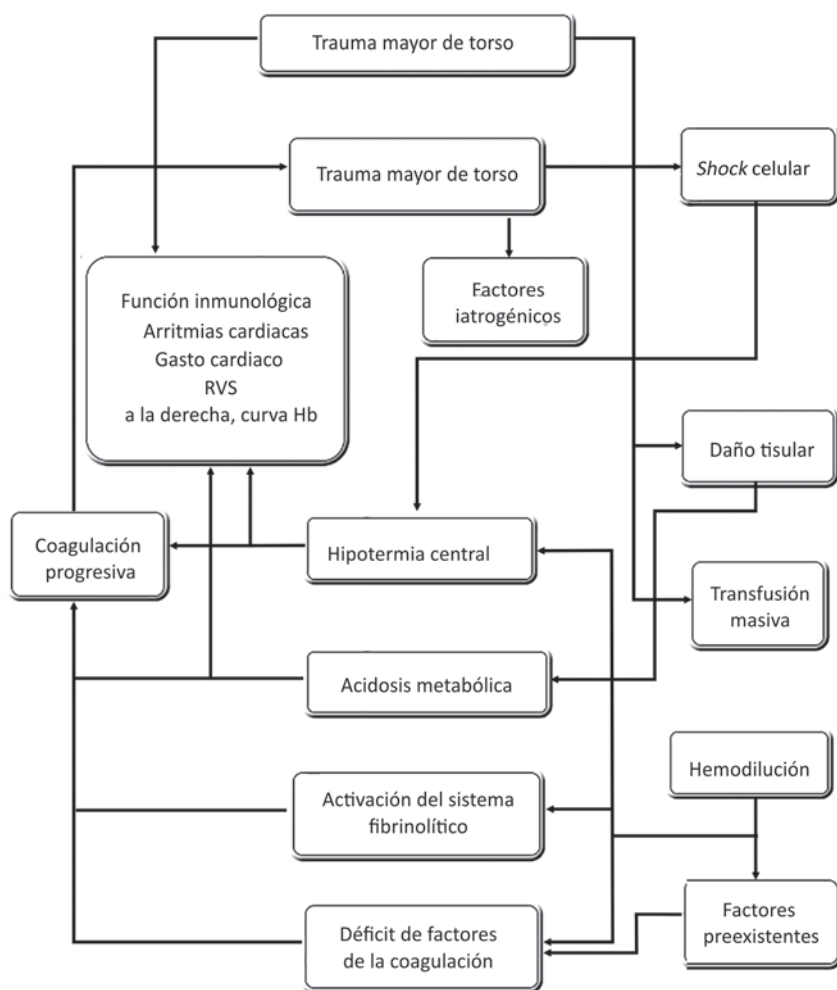 Trauma mayor de torso
Trauma mayor de torso
Shock celular
Factores
iatrogénicos
Función inmunológica
Arritmias cardiacas
Gasto cardiaco
RVS
a la derecha, curva Hb
Daño tisular
Coagulación
progresiva
Hipotermia central
Transfusión
masiva
Acidosis metabólica
Hemodilución
Activación del sistema
fibrinolítico
Factores
preexistentes
Déficit de factores
de la coagulación